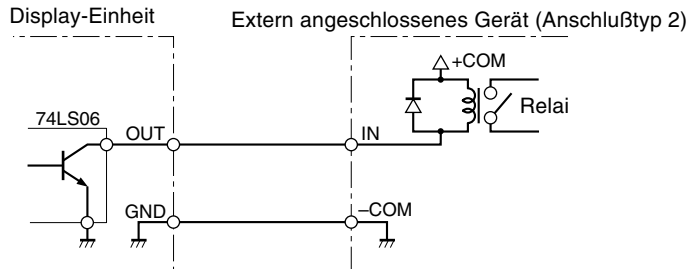 Display-Einheit
Extern angeschlossenes Gerät (Anschlußtyp 2)
+COM
74LS06
OUT
IN
Relai
GND
–COM